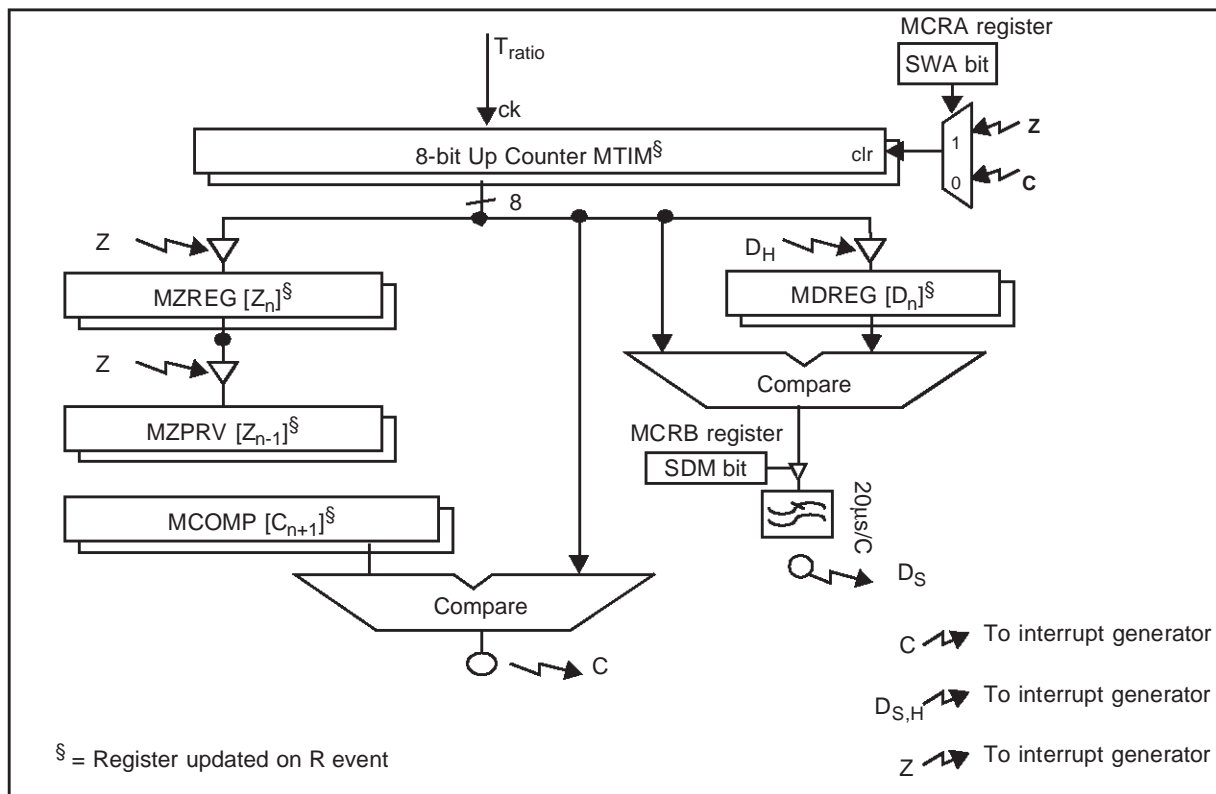 MCRA register
SWA bit
T_ratio
ck
8-bit Up Counter MTIM§
clr
1
0
Z
C
8
Z
D_H
MZREG [Z_n]§
MDREG [D_n]§
Z
Compare
MZPRV [Z_n-1]§
MCRB register
SDM bit
20µs/C
MCOMP [C_n+1]§
D_S
Compare
C
C To interrupt generator
D_S,H To interrupt generator
Z To interrupt generator
§ = Register updated on R event